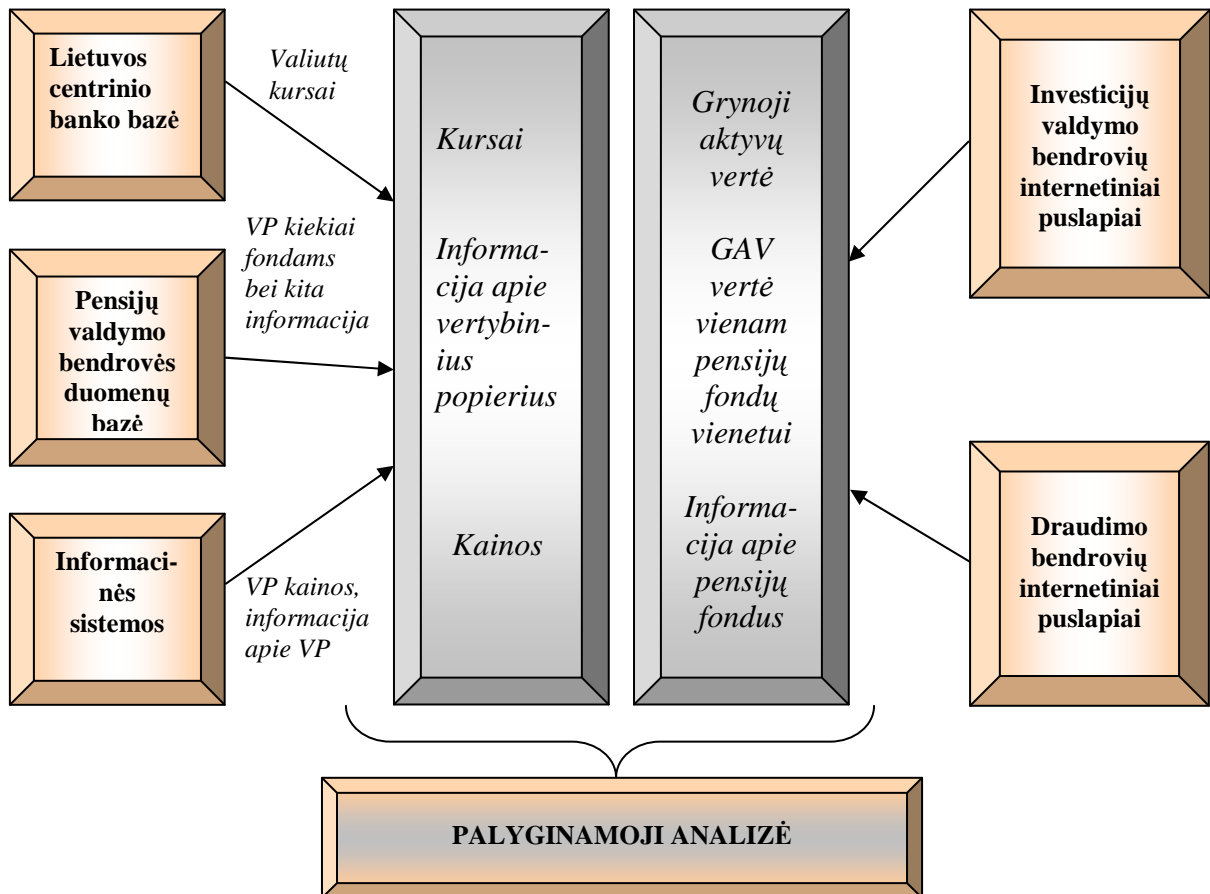 Lietuvos
centrinio
banko bazė
Valiutų
kursai
VP kiekiai
fondams
bei kita
informacija
Pensijų
valdymo
bendrovės
duomenų
bazė
Informaci-
nės
sistemos
VP kainos,
informacija
apie VP
Kursai
Informa-
cija apie
vertybin-
ius
popierius
Kainos
Grynoji
aktyvų
vertė
GAV
vertė
vienam
pensijų
fondų
vienetui
Informa-
cija apie
pensijų
fondus
Investicijų
valdymo
bendrovių
internetiniai
puslapiai
Draudimo
bendrovių
internetiniai
puslapiai
PALYGINAMOJI ANALIZĖ